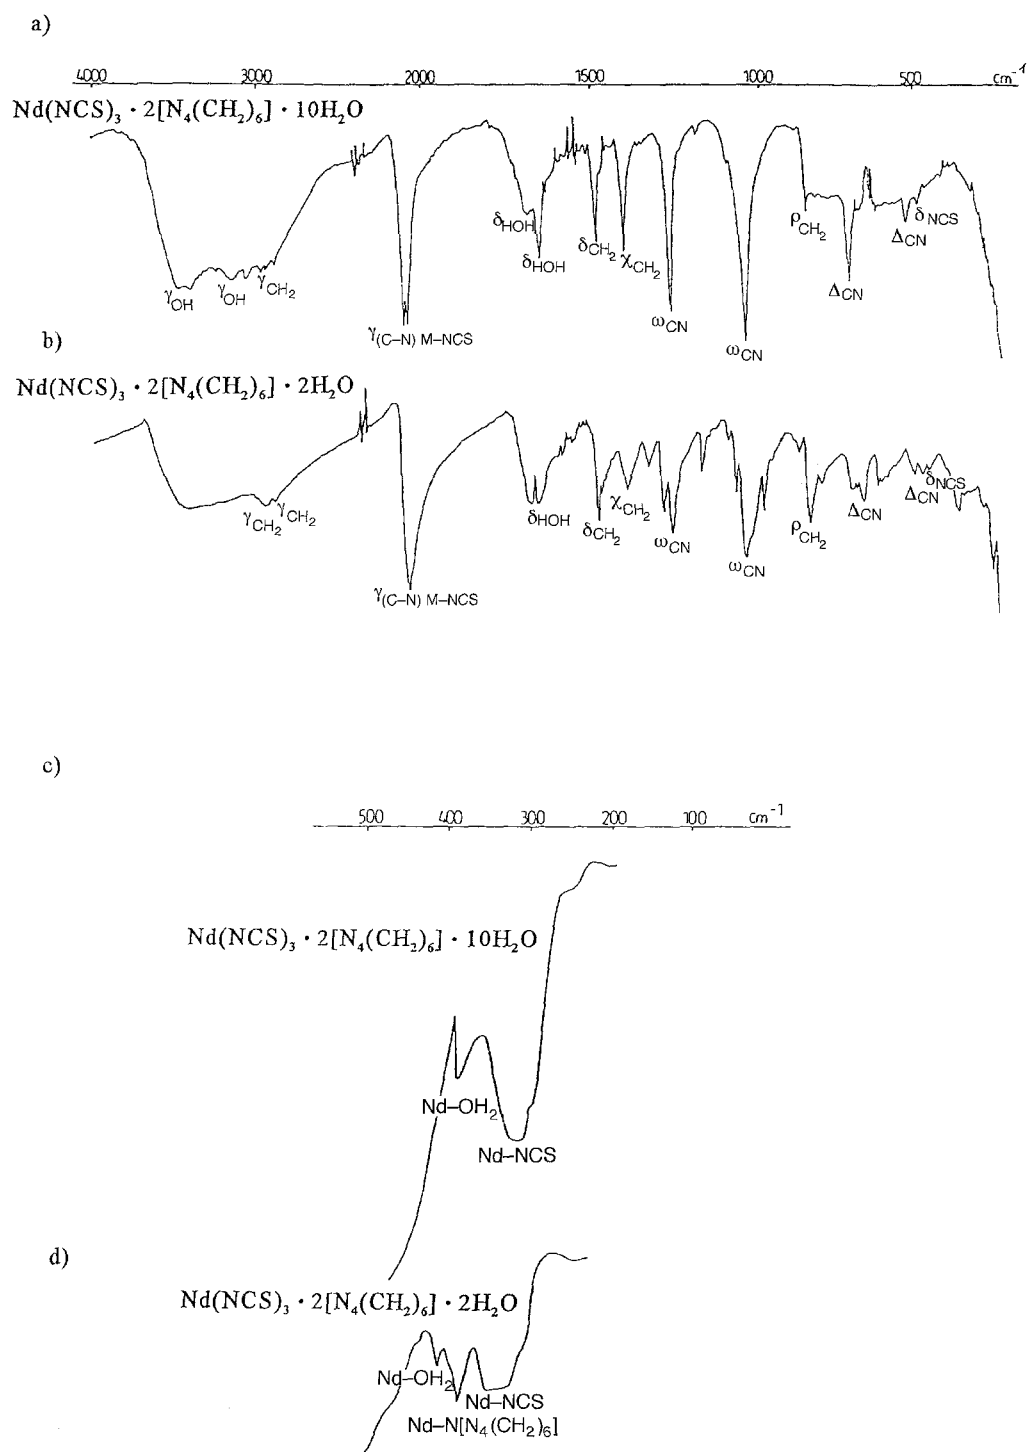 a)
4000 3000 2000 1500 1000 500 cm⁻¹
Nd(NCS)₃ · 2[N₄(CH₂)₆] · 10H₂O
γOH γOH γCH₂
γ(C–N) M–NCS
δHOH δHOH
δCH₂ χCH₂
ωCN ωCN
ρCH₂ ΔCN ΔCN δNCS
b)
Nd(NCS)₃ · 2[N₄(CH₂)₆] · 2H₂O
γCH₂ γCH₂
γ(C–N) M–NCS
δHOH δCH₂ χCH₂
ωCN ωCN
ρCH₂ ΔCN ΔCN δNCS
c)
500 400 300 200 100 cm⁻¹
Nd(NCS)₃ · 2[N₄(CH₂)₆] · 10H₂O
Nd–OH₂
Nd–NCS
d)
Nd(NCS)₃ · 2[N₄(CH₂)₆] · 2H₂O
Nd–OH₂
Nd–NCS
Nd–N[N₄(CH₂)₆]